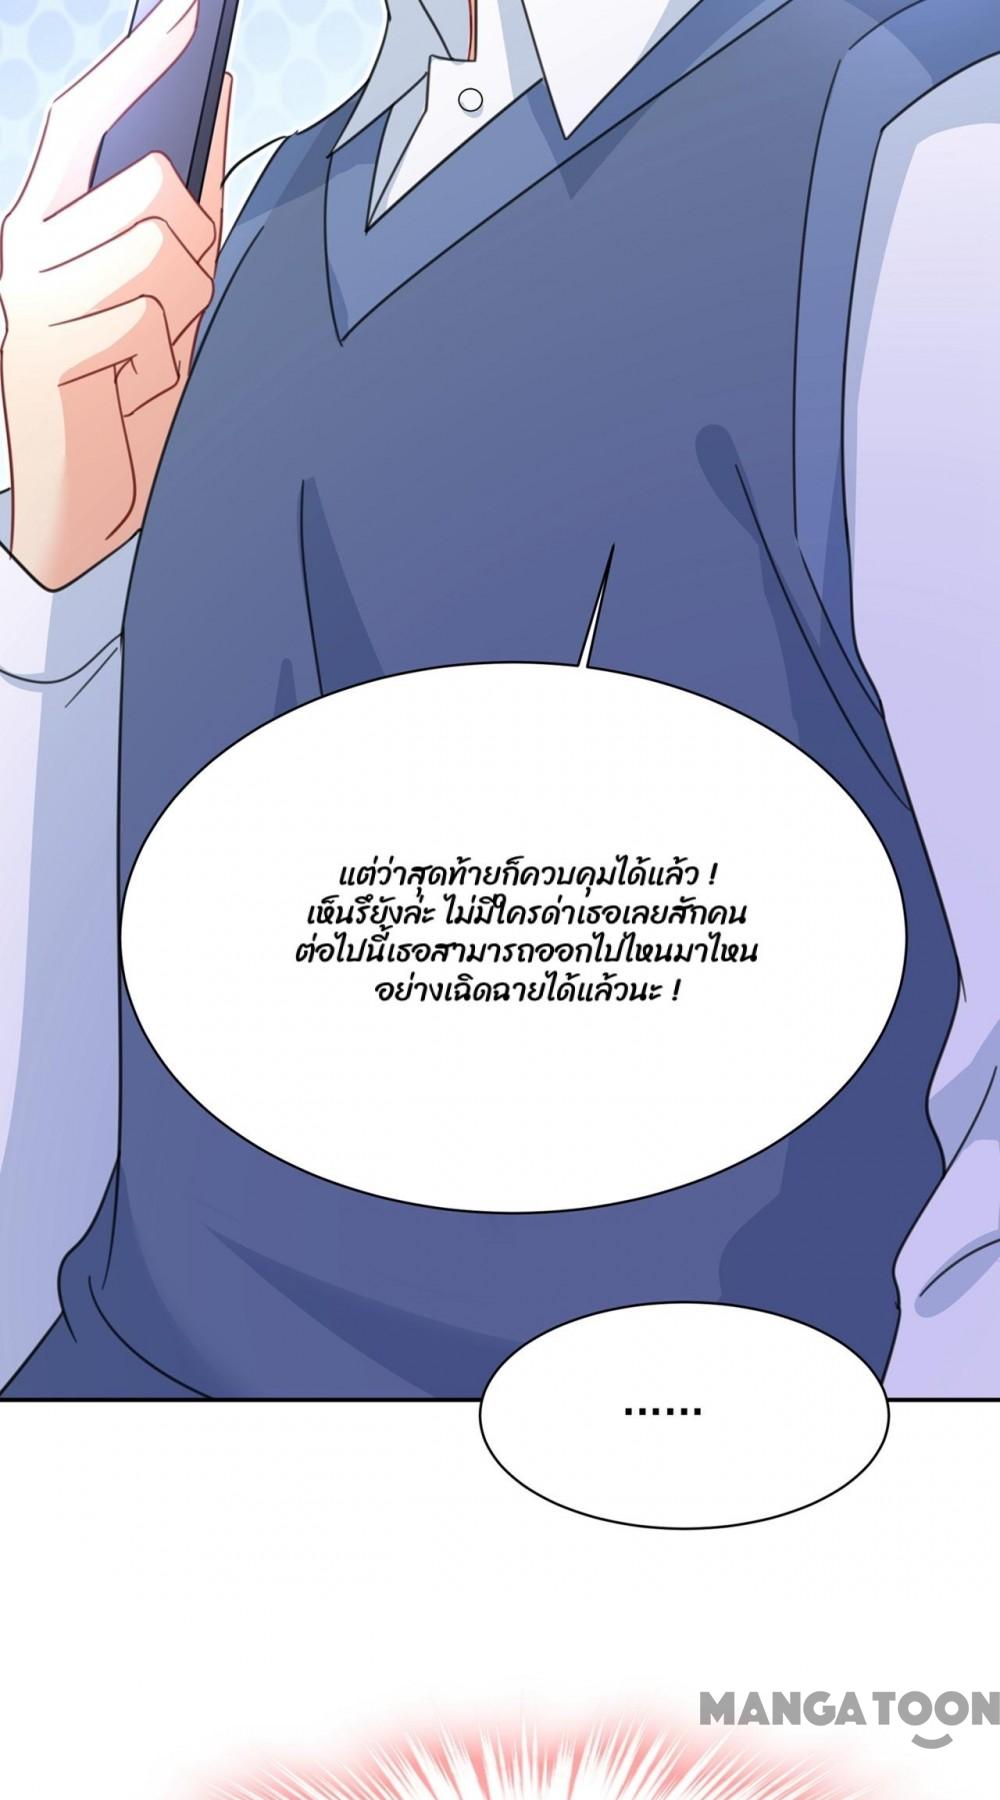 แต่ว่าสุดท้ายก็ควบคุมได้แล้ว !
เห็นรึยังล่ะ ไม่มีใครด่าเธอเลยสักคน
ต่อไปนี้เธอสามารถออกไปไหนมาไหน
อย่างเฉิดฉายได้แล้วนะ !
......
MANGATOON